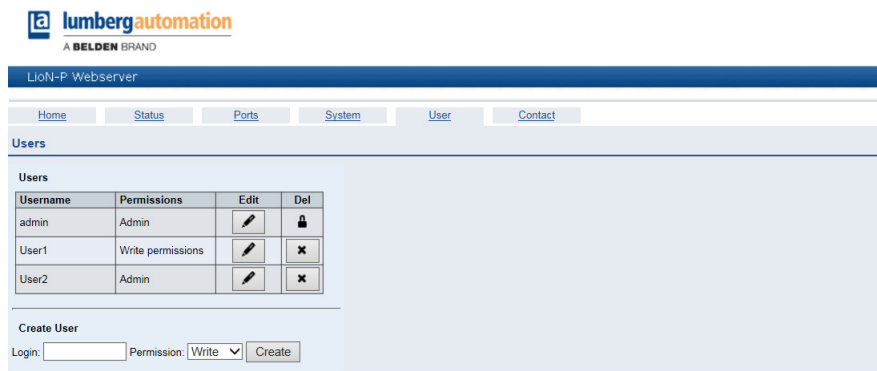 lumbergautomation
A BELDEN BRAND
LioN-P Webserver
Home Status Ports System User Contact
Users
Users
Username Permissions Edit Del
admin Admin
User1 Write permissions
User2 Admin
Create User
Login: Permission: Write Create